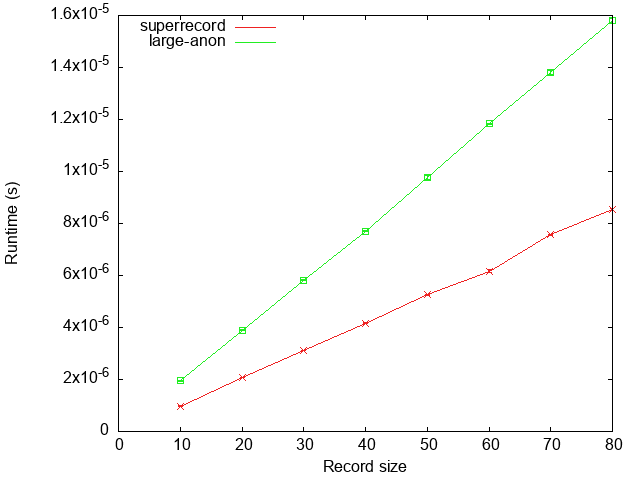 1.6x10-5
1.4x10-5
1.2x10-5
1x10-5
8x10-6
6x10-6
4x10-6
2x10-6
0
superrecord
large-anon
Runtime (s)
0 10 20 30 40 50 60 70 80
Record size